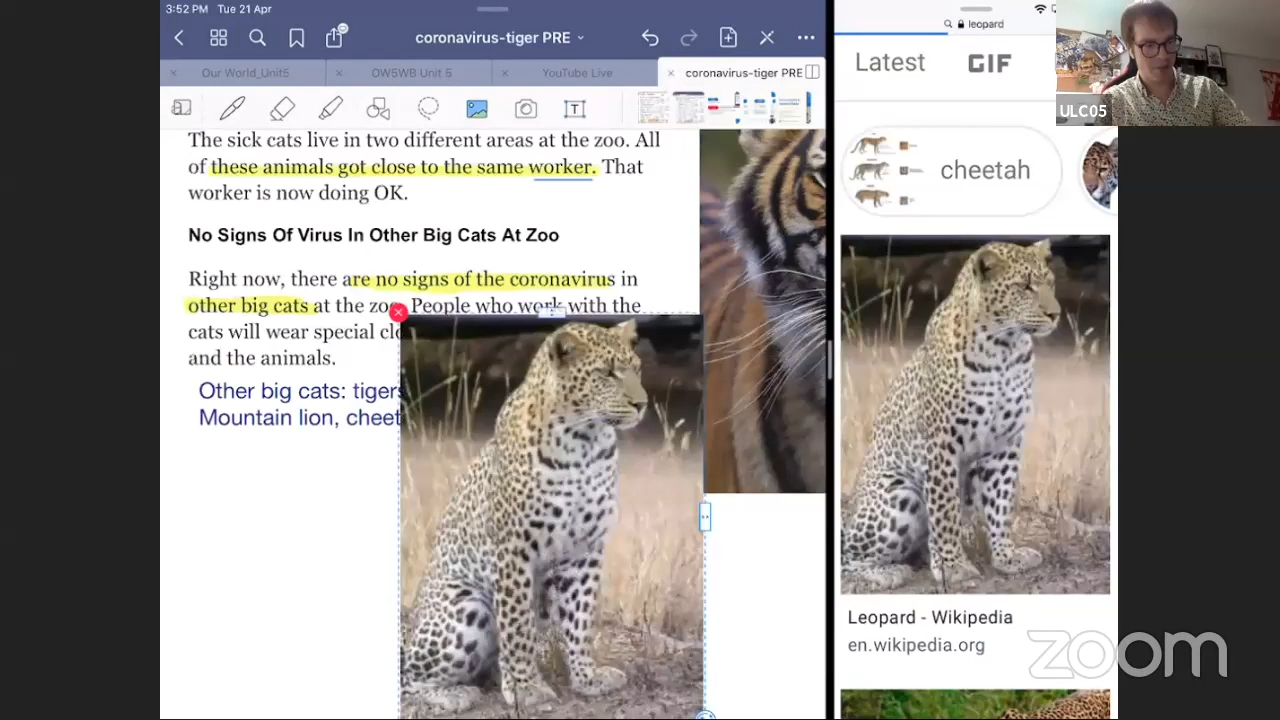 3:52 PM Tue 21 Apr
coronavirus-tiger PRE
Our World_Unit5
OW5WB Unit 5
YouTube Live
coronavirus-tiger PRE
The sick cats live in two different areas at the zoo. All
of these animals got close to the same worker. That
worker is now doing OK.
No Signs Of Virus In Other Big Cats At Zoo
Right now, there are no signs of the coronavirus in
other big cats at the zoo. People who work with the
cats will wear special clo
and the animals.
Other big cats: tigers
Mountain lion, cheet
leopard
Latest
GIF
cheetah
Leopard - Wikipedia
en.wikipedia.org
ULC05
zoom